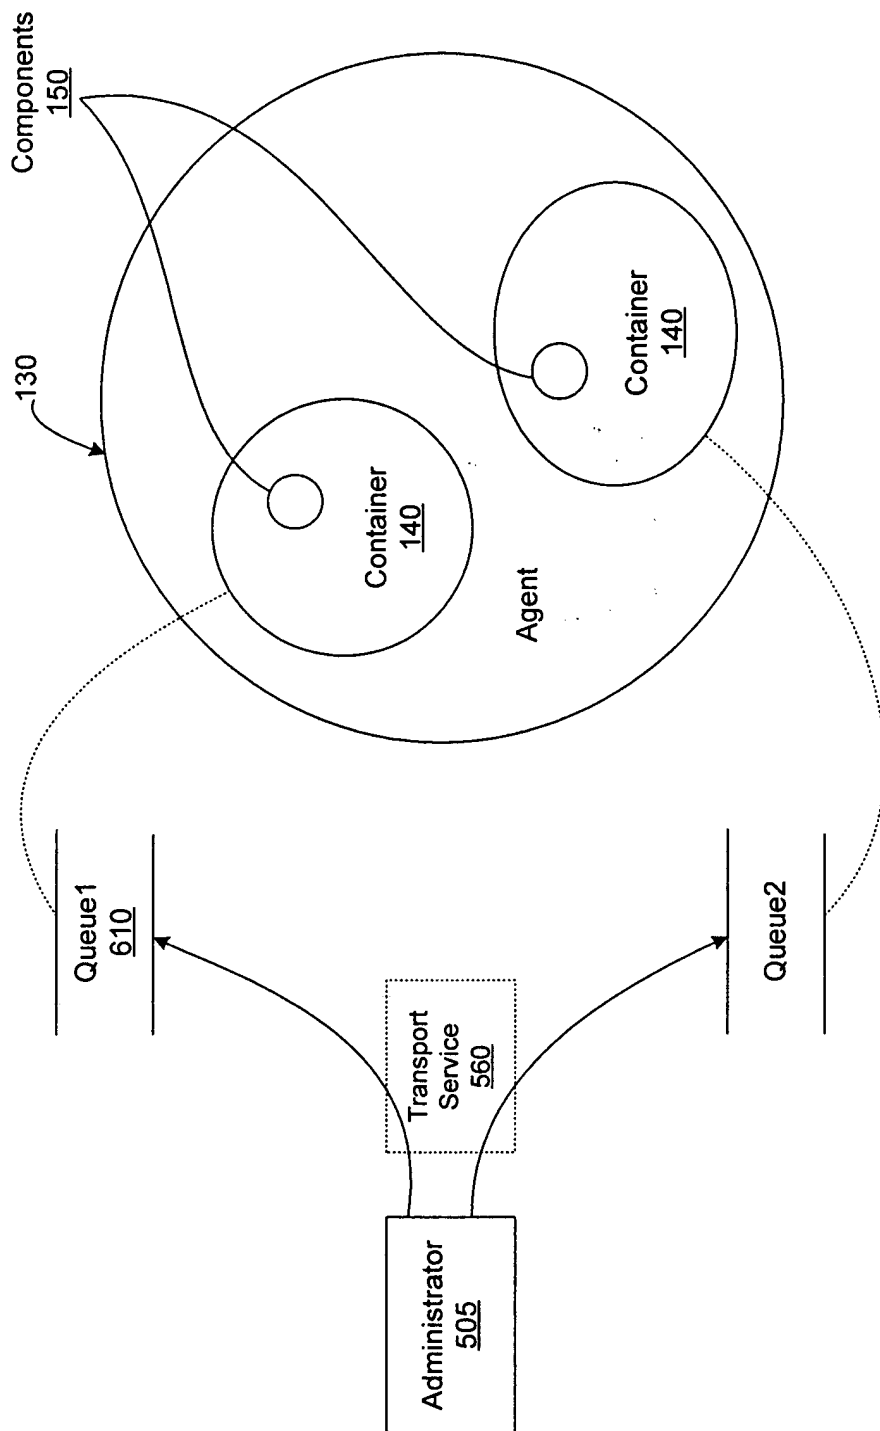 Administrator
505
Transport
Service
560
Queue1
610
Queue2
Agent
Container
140
Container
140
130
Components
150